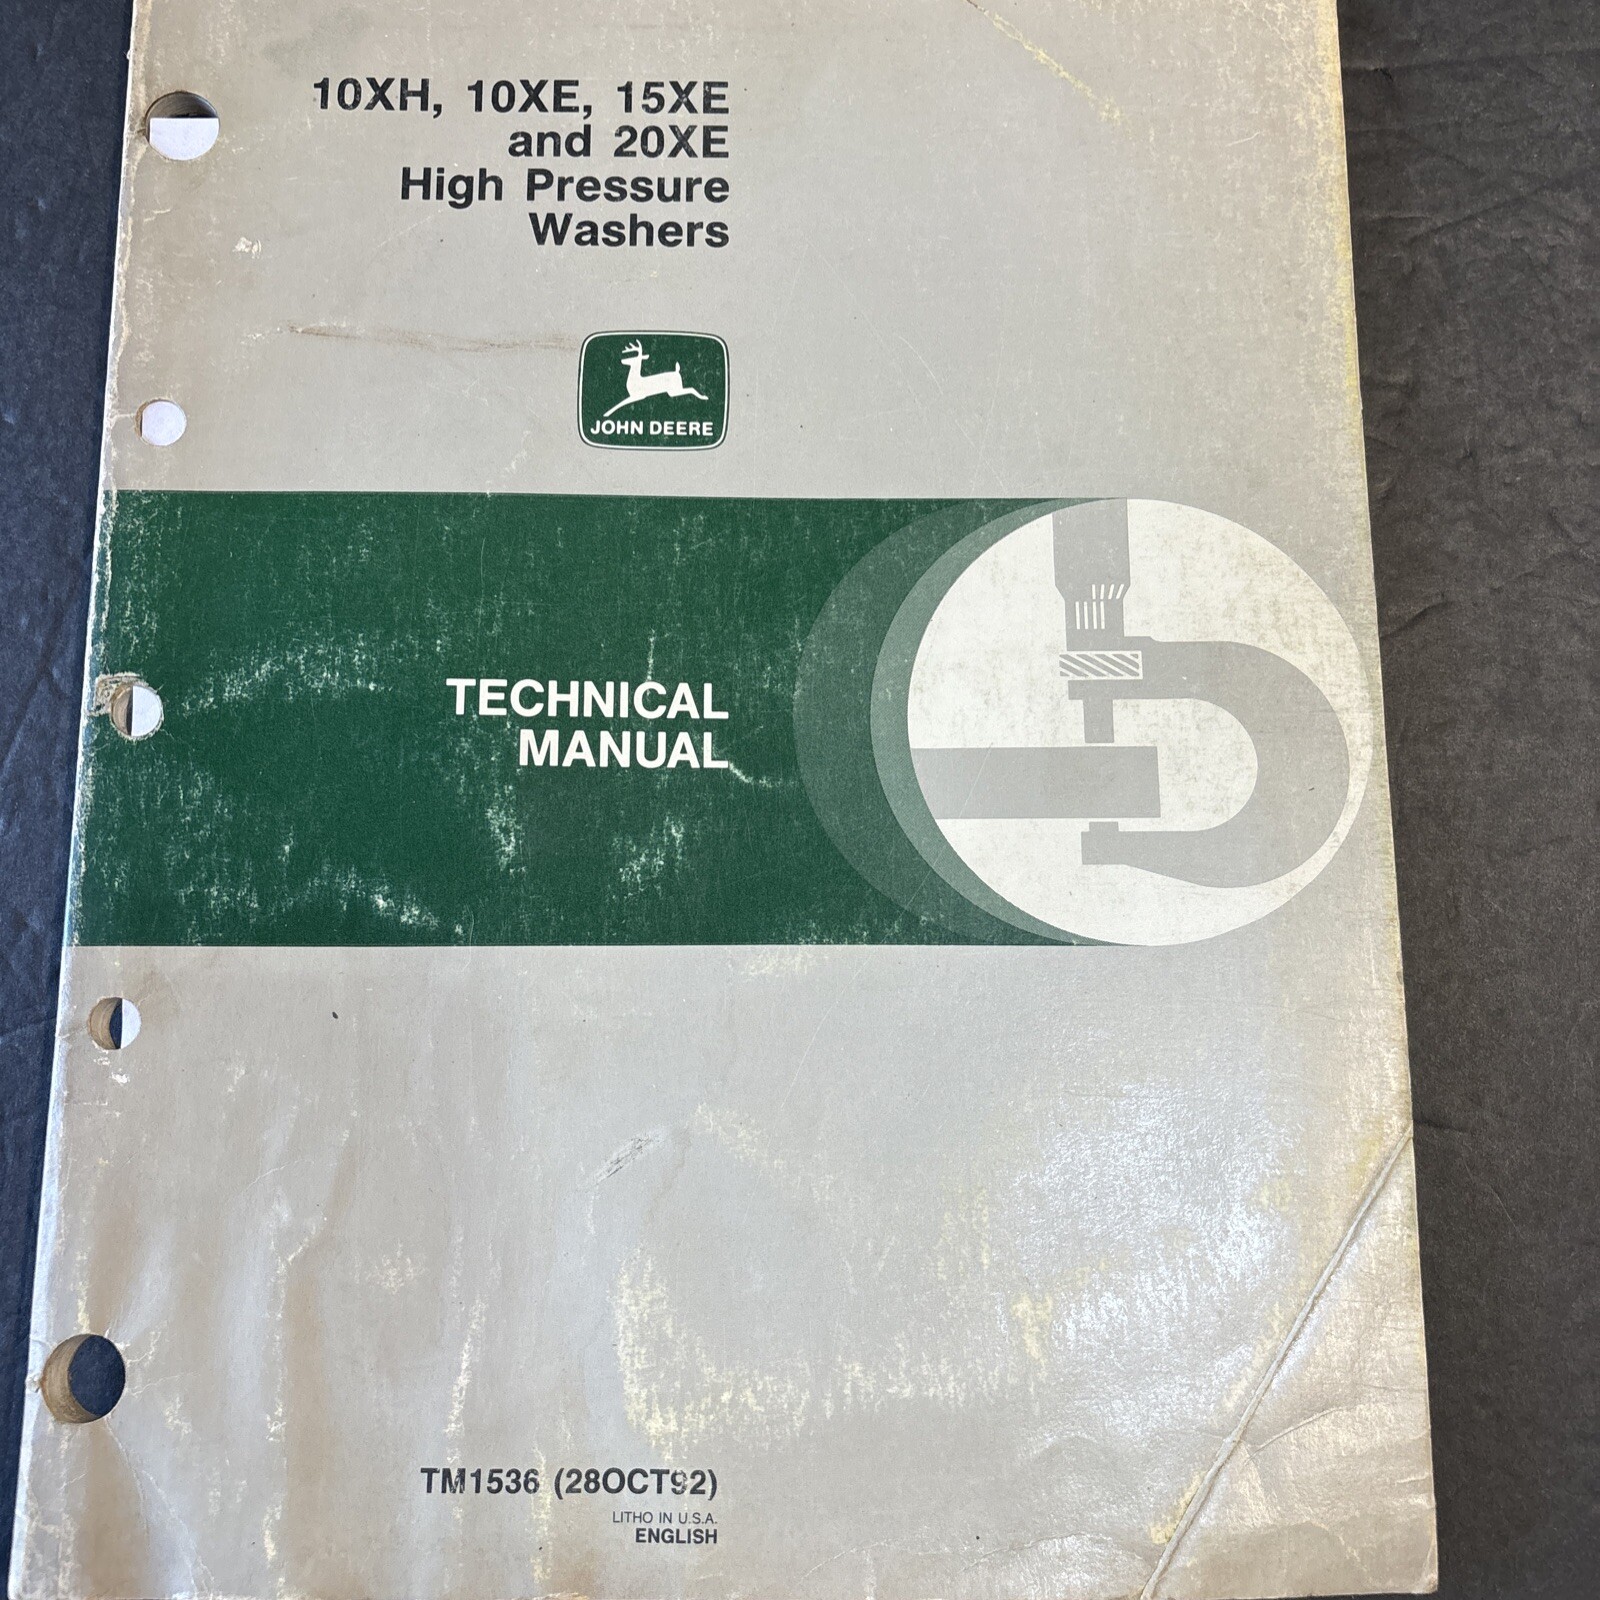 10XH, 10XE, 15XE
and 20XE
High Pressure
Washers
JOHN DEERE
TECHNICAL
MANUAL
TM1536 (28OCT92)
LITHO IN U.S.A.
ENGLISH